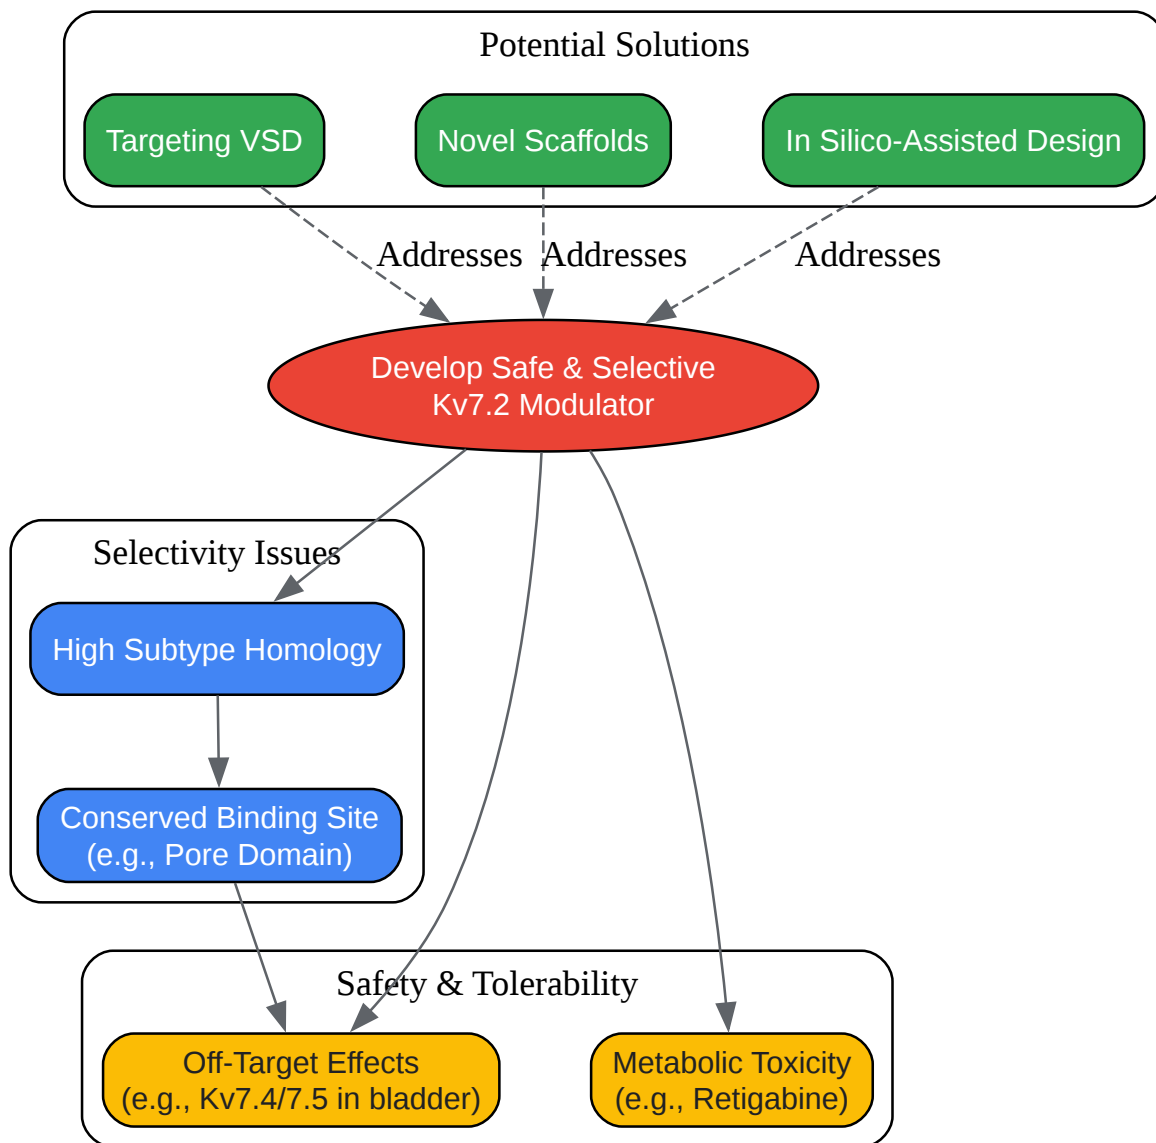 Potential Solutions
Targeting VSD
Novel Scaffolds
In Silico-Assisted Design
Addresses
Addresses
Addresses
Develop Safe & Selective
Kv7.2 Modulator
Selectivity Issues
High Subtype Homology
Conserved Binding Site
(e.g., Pore Domain)
Safety & Tolerability
Off-Target Effects
(e.g., Kv7.4/7.5 in bladder)
Metabolic Toxicity
(e.g., Retigabine)